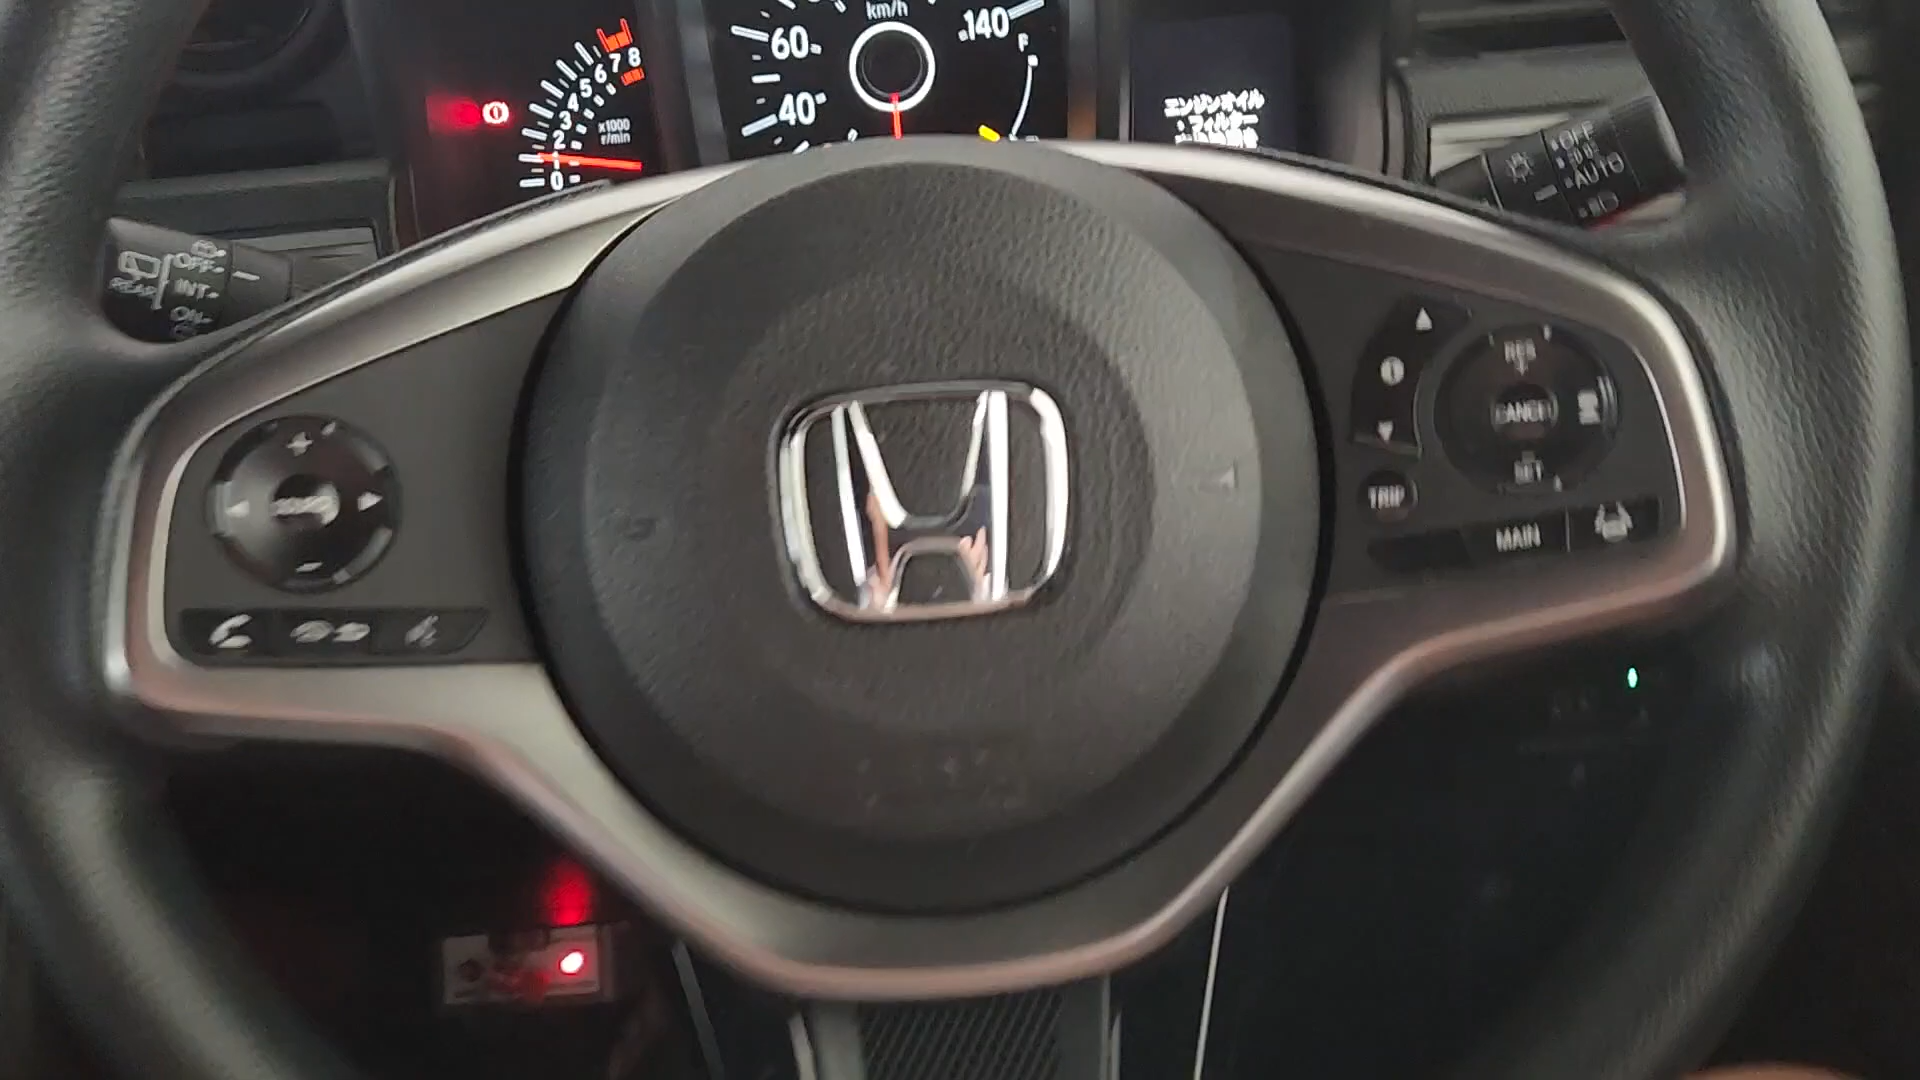 km/h
60
140
F
40
8
7
6
5
4
3
2
1
0
x1000
r/min
エンジンオイル
フィルター
OFF
AUTO
OFF
INT
ON
REAR
RES
+
CANCEL
-
SET
TRIP
MAIN
+
-